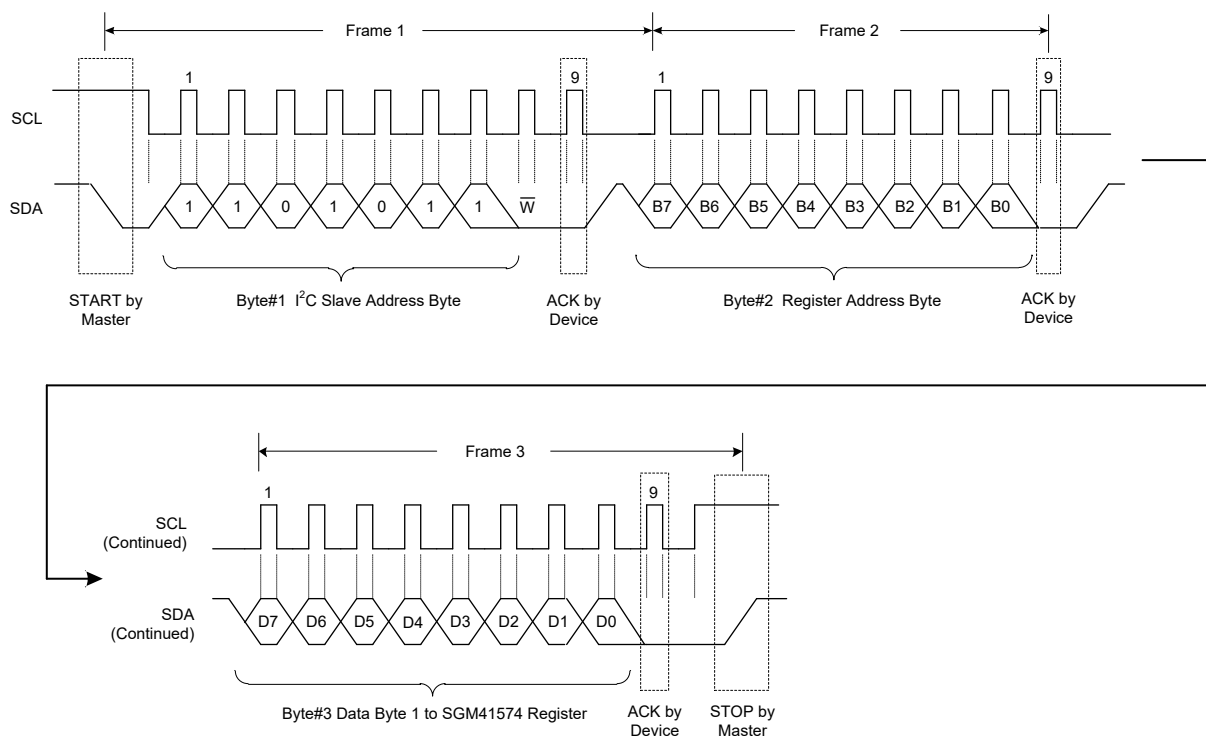 Frame 1 Frame 2
1 9 1 9
SCL
SDA 1 1 0 1 0 1 1 W̅ B7 B6 B5 B4 B3 B2 B1 B0
START by Master
Byte#1 I²C Slave Address Byte
ACK by Device
Byte#2 Register Address Byte
ACK by Device
Frame 3
1 9
SCL
(Continued)
SDA
(Continued)
D7 D6 D5 D4 D3 D2 D1 D0
Byte#3 Data Byte 1 to SGM41574 Register
ACK by Device
STOP by Master